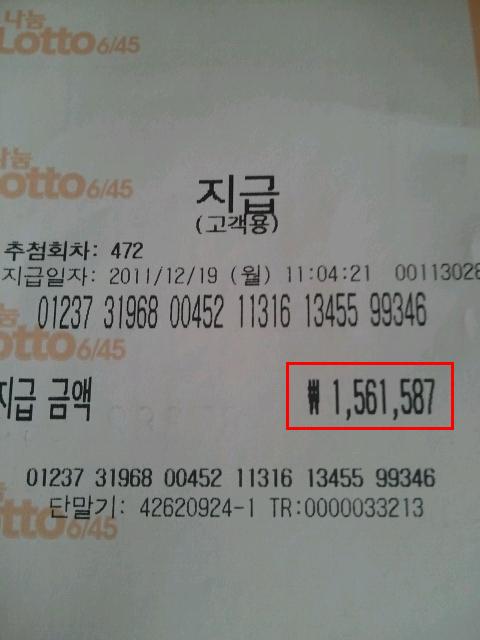 나눔
Lotto 6/45
나눔
Lotto 6/45
지급
(고객용)
추첨회차: 472
지급일자: 2011/12/19 (월) 11:04:21 00113028
01237 31968 00452 11316 13455 99346
Lotto 6/45
지급 금액 ₩ 1,561,587
01237 31968 00452 11316 13455 99346
단말기: 42620924-1 TR:0000033213
Lotto 6/45